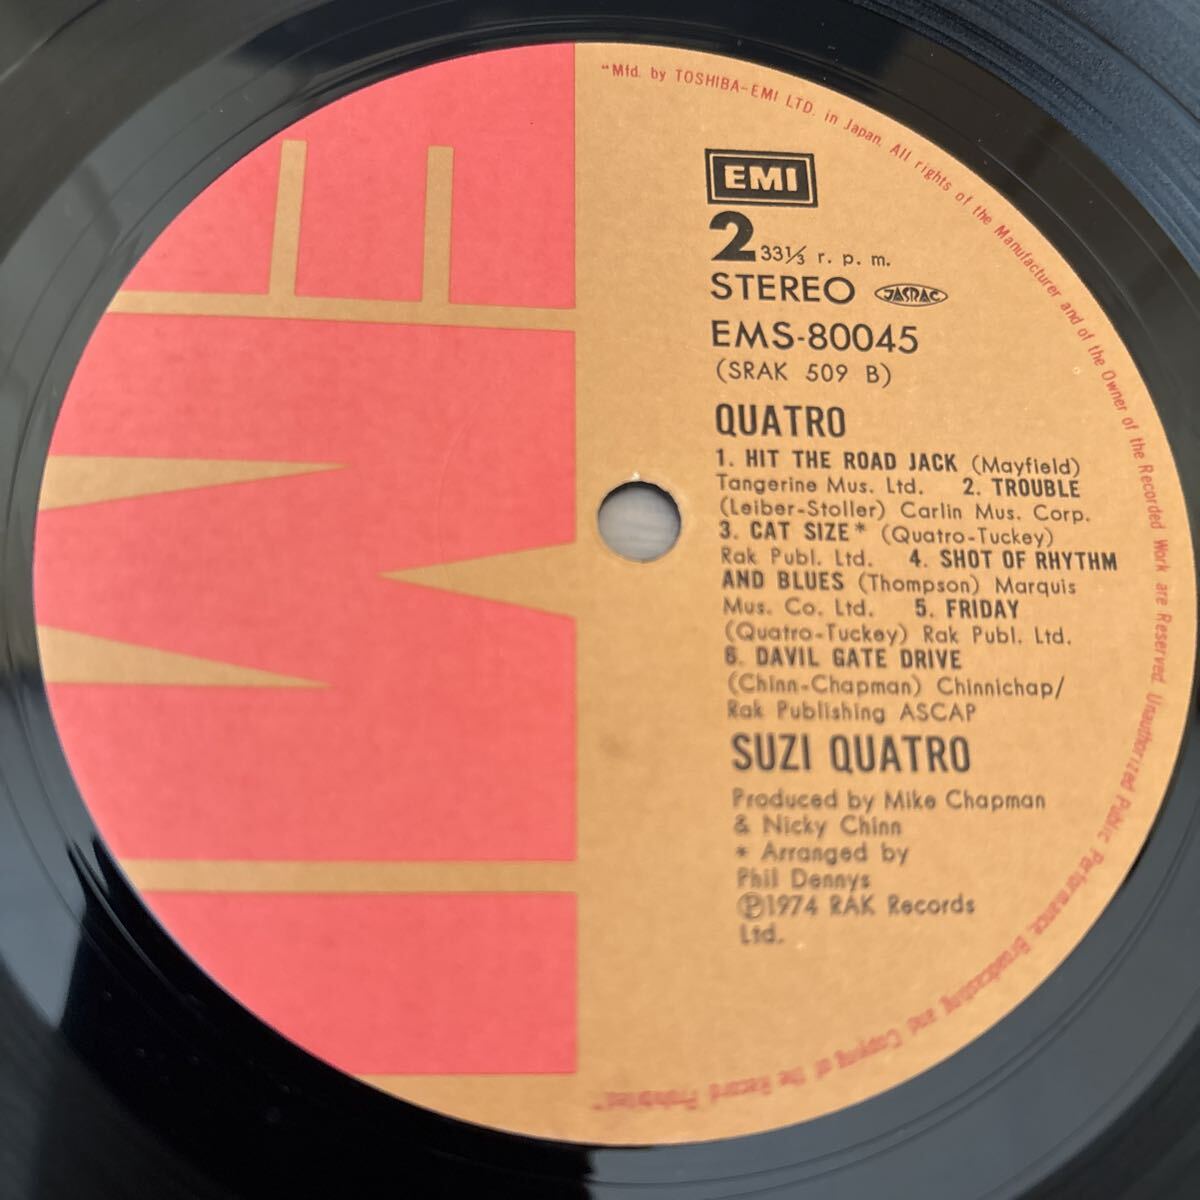 "Mfd. by TOSHIBA-EMI LTD. in Japan. All rights of the Manufacturer and of the Owner of the Recorded Work are Reserved. Unauthorized Public Performance, Broadcasting and Copying of the Record Prohibited."
EMI
2 33⅓ r. p. m.
STEREO JASRAC
EMS-80045
(SRAK 509 B)
QUATRO
1. HIT THE ROAD JACK (Mayfield)
Tangerine Mus. Ltd. 2. TROUBLE
(Leiber-Stoller) Carlin Mus. Corp.
3. CAT SIZE* (Quatro-Tuckey)
Rak Publ. Ltd. 4. SHOT OF RHYTHM
AND BLUES (Thompson) Marquis
Mus. Co. Ltd. 5. FRIDAY
(Quatro-Tuckey) Rak Publ. Ltd.
6. DAVIL GATE DRIVE
(Chinn-Chapman) Chinnichap/
Rak Publishing ASCAP
SUZI QUATRO
Produced by Mike Chapman
& Nicky Chinn
* Arranged by
Phil Dennys
℗1974 RAK Records
Ltd.
EMI